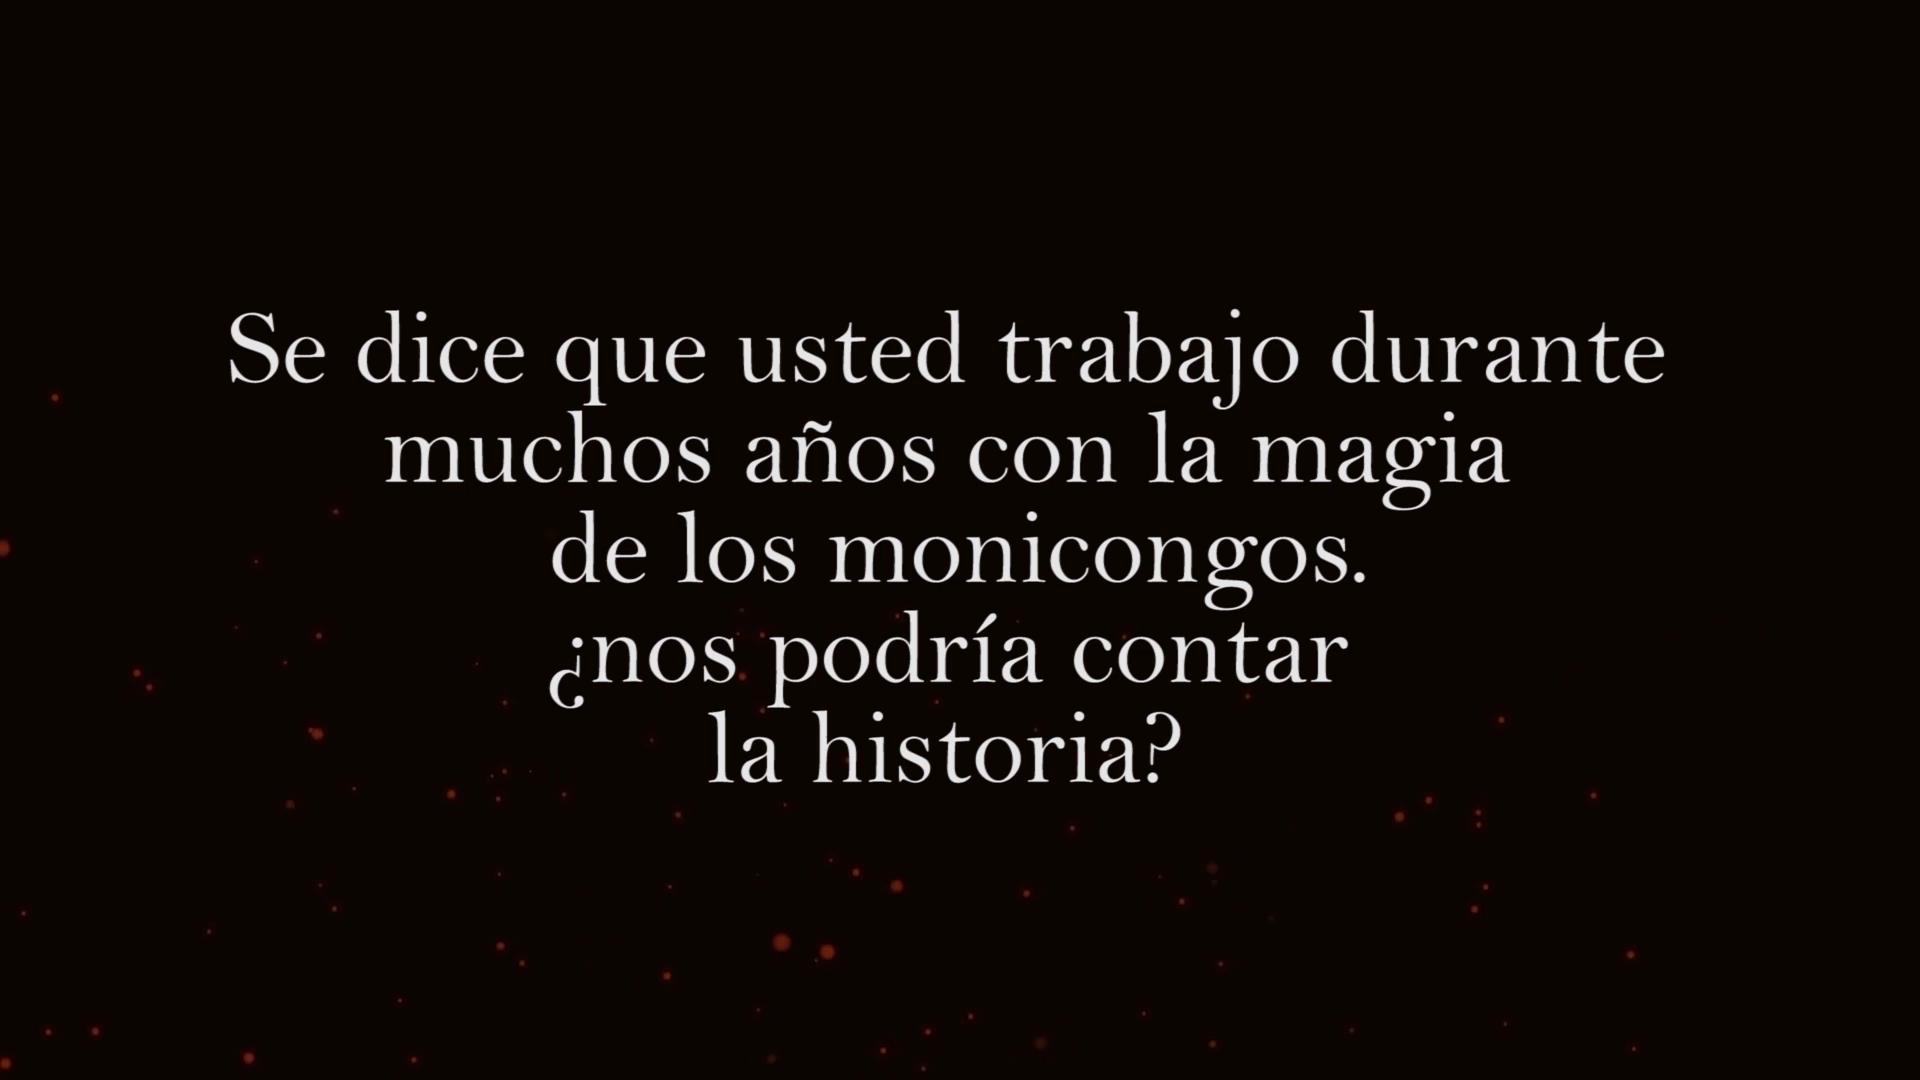 Se dice que usted trabajo durante
muchos años con la magia
de los monicongos.
¿nos podría contar
la historia?